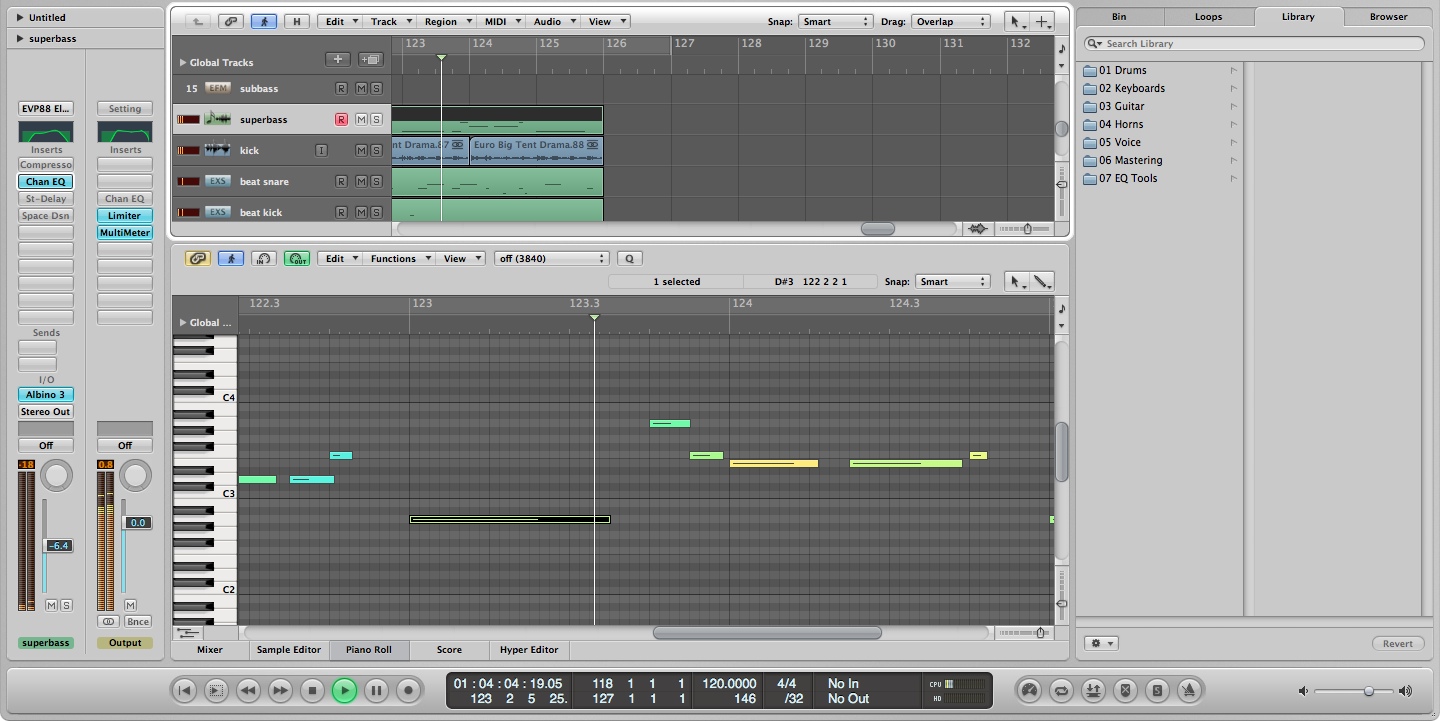 Untitled
superbass
EVP88 El...
Setting
Inserts
Inserts
Compresso
Chan EQ
St-Delay
Chan EQ
Space Dsn
Limiter
MultiMeter
Sends
I/O
Albino 3
Stereo Out
Off
Off
-18
0.8
0.0
-6.4
M S
M
Bnce
superbass
Output
H
Edit
Track
Region
MIDI
Audio
View
Snap: Smart
Drag: Overlap
123 124 125 126 127 128 129 130 131 132
Global Tracks
15 EFM subbass R M S
superbass R M S
kick I M S
nt Drama.87
Euro Big Tent Drama.88
EXS beat snare R M S
EXS beat kick R M S
IN
OUT
Edit
Functions
View
off (3840)
Q
1 selected
D#3 122 2 2 1
Snap: Smart
122.3 123 123.3 124 124.3
Global ...
C4
C3
C2
Mixer
Sample Editor
Piano Roll
Score
Hyper Editor
Bin
Loops
Library
Browser
Search Library
01 Drums
02 Keyboards
03 Guitar
04 Horns
05 Voice
06 Mastering
07 EQ Tools
Revert
01 : 04 : 04 : 19.05
123 2 5 25.
118 1 1 1
127 1 1 1
120.0000
146
4/4
/32
No In
No Out
CPU
HD
S